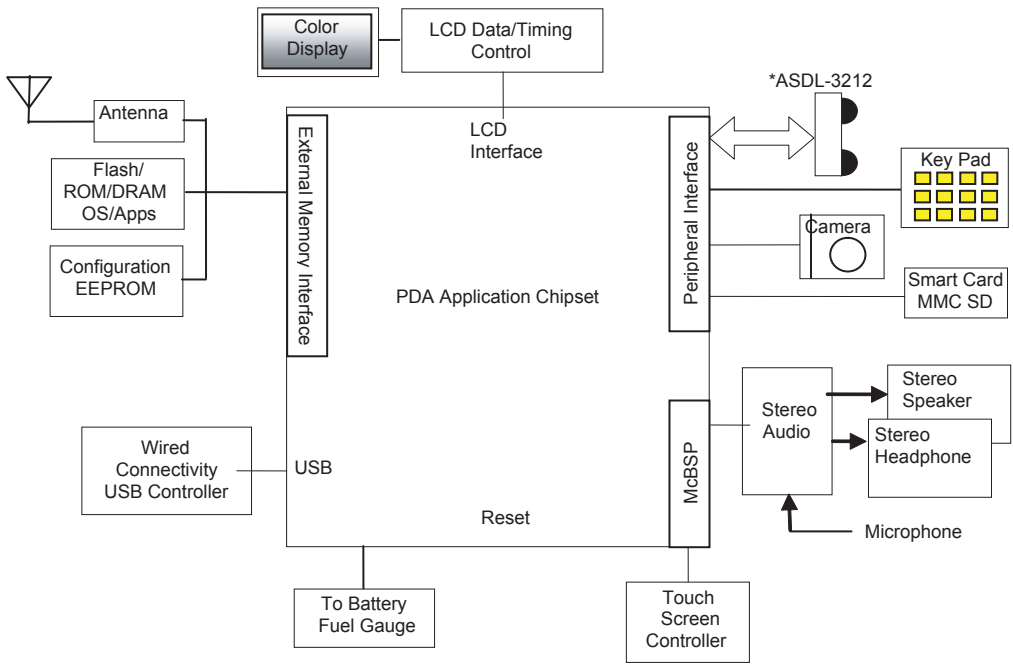 Color
Display
LCD Data/Timing
Control
*ASDL-3212
Antenna
Flash/
ROM/DRAM
OS/Apps
Configuration
EEPROM
External Memory Interface
LCD
Interface
Peripheral Interface
Key Pad
Camera
Smart Card
MMC SD
PDA Application Chipset
Wired
Connectivity
USB Controller
USB
Reset
McBSP
Stereo
Audio
Stereo
Speaker
Stereo
Headphone
Microphone
To Battery
Fuel Gauge
Touch
Screen
Controller